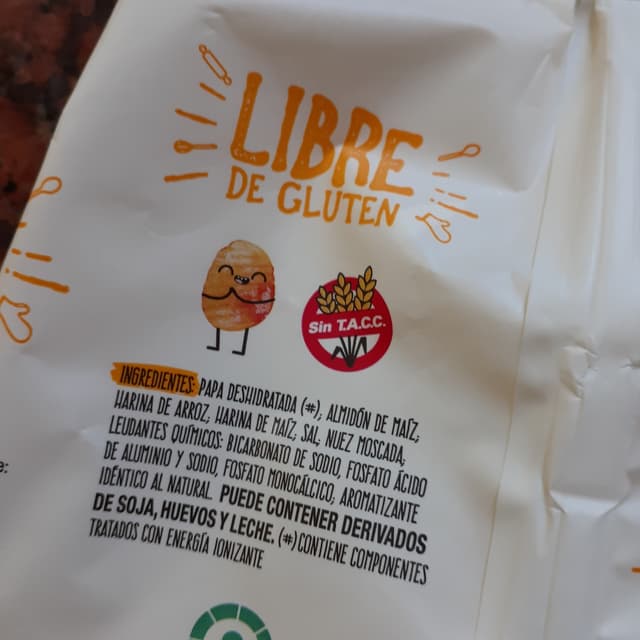 LIBRE
DE GLUTEN
Sin T.A.C.C.
INGREDIENTES: PAPA DESHIDRATADA (#), ALMIDÓN DE MAÍZ,
HARINA DE ARROZ, HARINA DE MAÍZ, SAL, NUEZ MOSCADA,
LEUDANTES QUÍMICOS: BICARBONATO DE SODIO, FOSFATO ÁCIDO
DE ALUMINIO Y SODIO, FOSFATO MONOCÁLCICO, AROMATIZANTE
IDÉNTICO AL NATURAL. PUEDE CONTENER DERIVADOS
DE SOJA, HUEVOS Y LECHE. (#)CONTIENE COMPONENTES
TRATADOS CON ENERGÍA IONIZANTE
e: